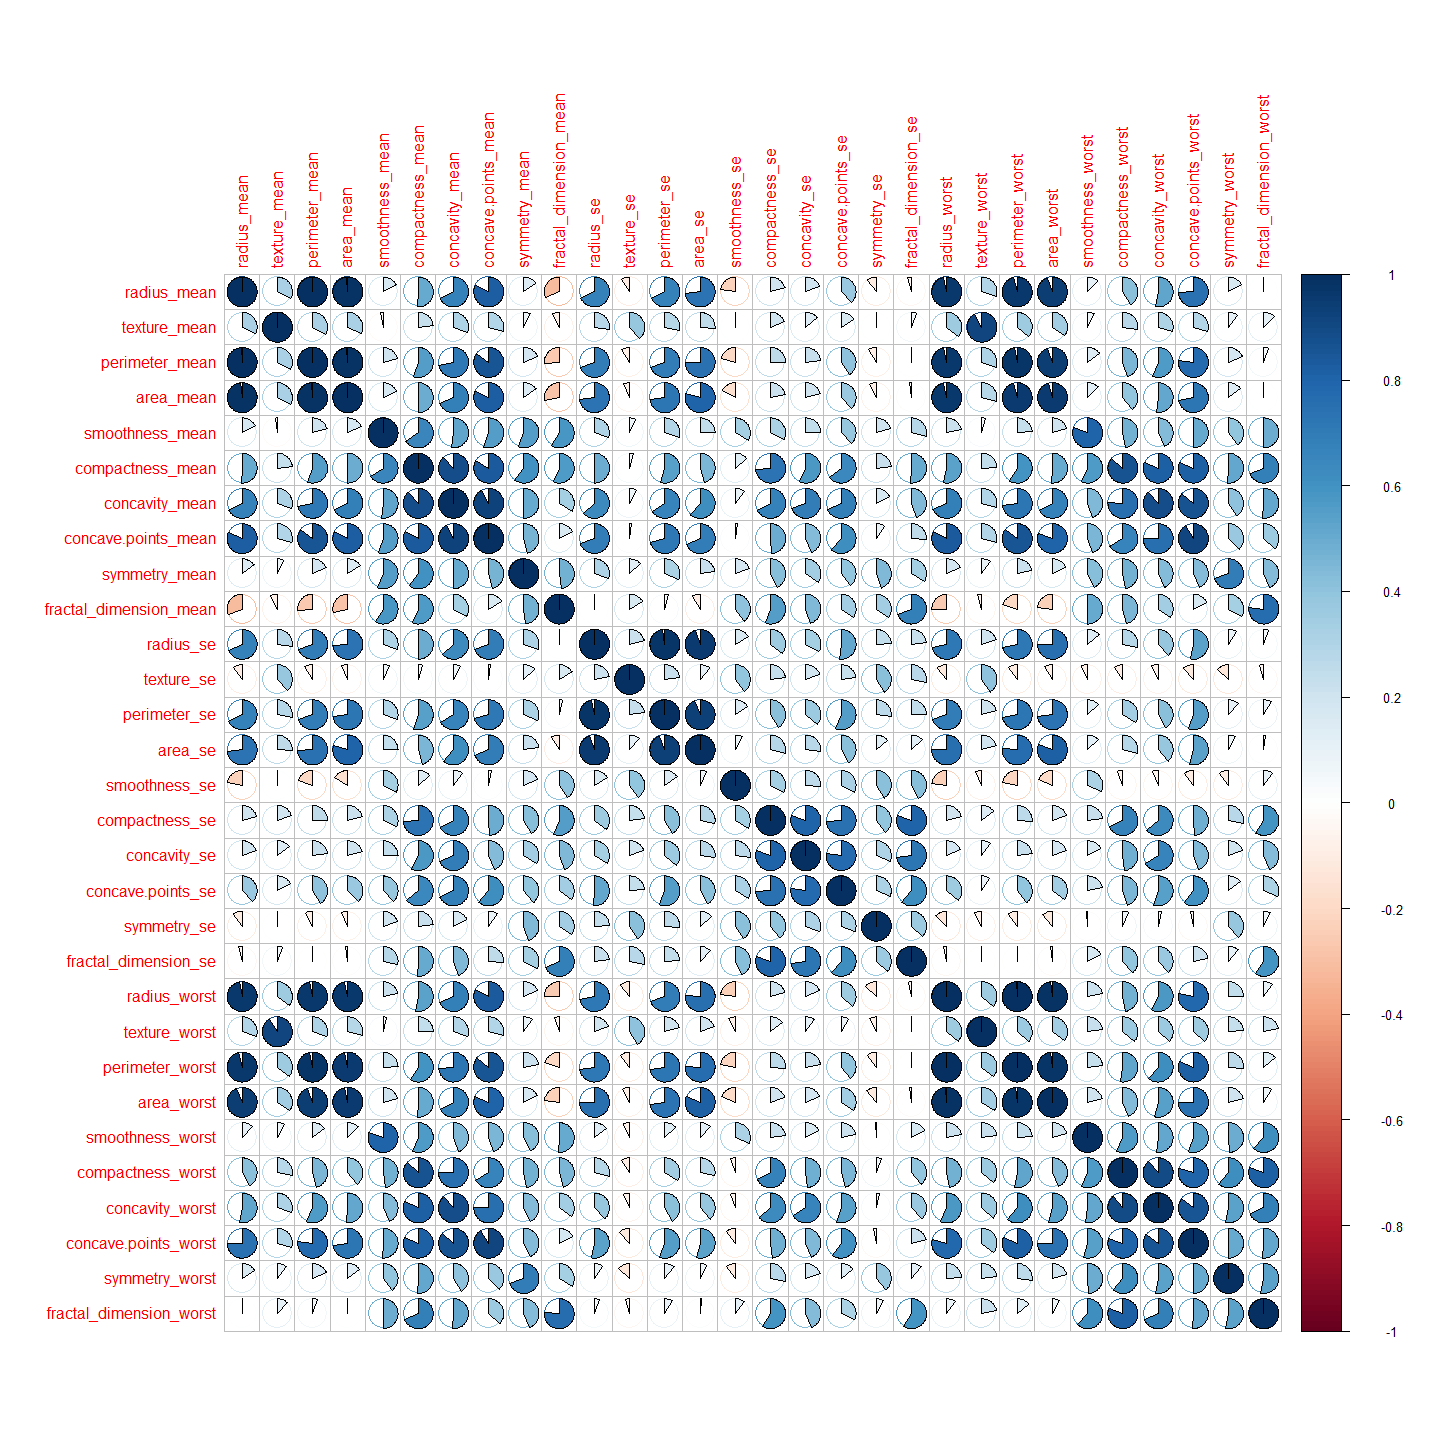 radius_mean
texture_mean
perimeter_mean
area_mean
smoothness_mean
compactness_mean
concavity_mean
concave.points_mean
symmetry_mean
fractal_dimension_mean
radius_se
texture_se
perimeter_se
area_se
smoothness_se
compactness_se
concavity_se
concave.points_se
symmetry_se
fractal_dimension_se
radius_worst
texture_worst
perimeter_worst
area_worst
smoothness_worst
compactness_worst
concavity_worst
concave.points_worst
symmetry_worst
fractal_dimension_worst
radius_mean
texture_mean
perimeter_mean
area_mean
smoothness_mean
compactness_mean
concavity_mean
concave.points_mean
symmetry_mean
fractal_dimension_mean
radius_se
texture_se
perimeter_se
area_se
smoothness_se
compactness_se
concavity_se
concave.points_se
symmetry_se
fractal_dimension_se
radius_worst
texture_worst
perimeter_worst
area_worst
smoothness_worst
compactness_worst
concavity_worst
concave.points_worst
symmetry_worst
fractal_dimension_worst
1
0.8
0.6
0.4
0.2
0
-0.2
-0.4
-0.6
-0.8
-1